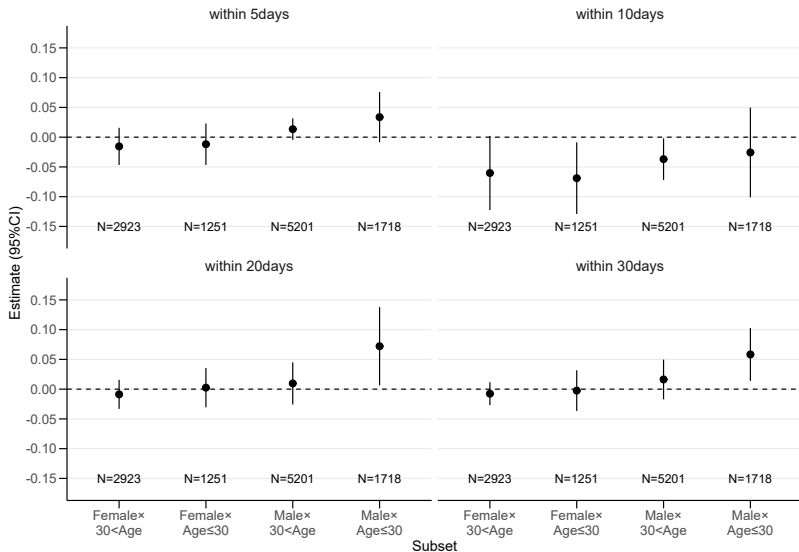 within 5days
within 10days
0.15
0.10
0.05
0.00
-0.05
-0.10
-0.15
N=2923
N=1251
N=5201
N=1718
N=2923
N=1251
N=5201
N=1718
Estimate (95%CI)
within 20days
within 30days
0.15
0.10
0.05
0.00
-0.05
-0.10
-0.15
N=2923
N=1251
N=5201
N=1718
N=2923
N=1251
N=5201
N=1718
Female×
30<Age
Female×
Age≤30
Male×
30<Age
Male×
Age≤30
Female×
30<Age
Female×
Age≤30
Male×
30<Age
Male×
Age≤30
Subset